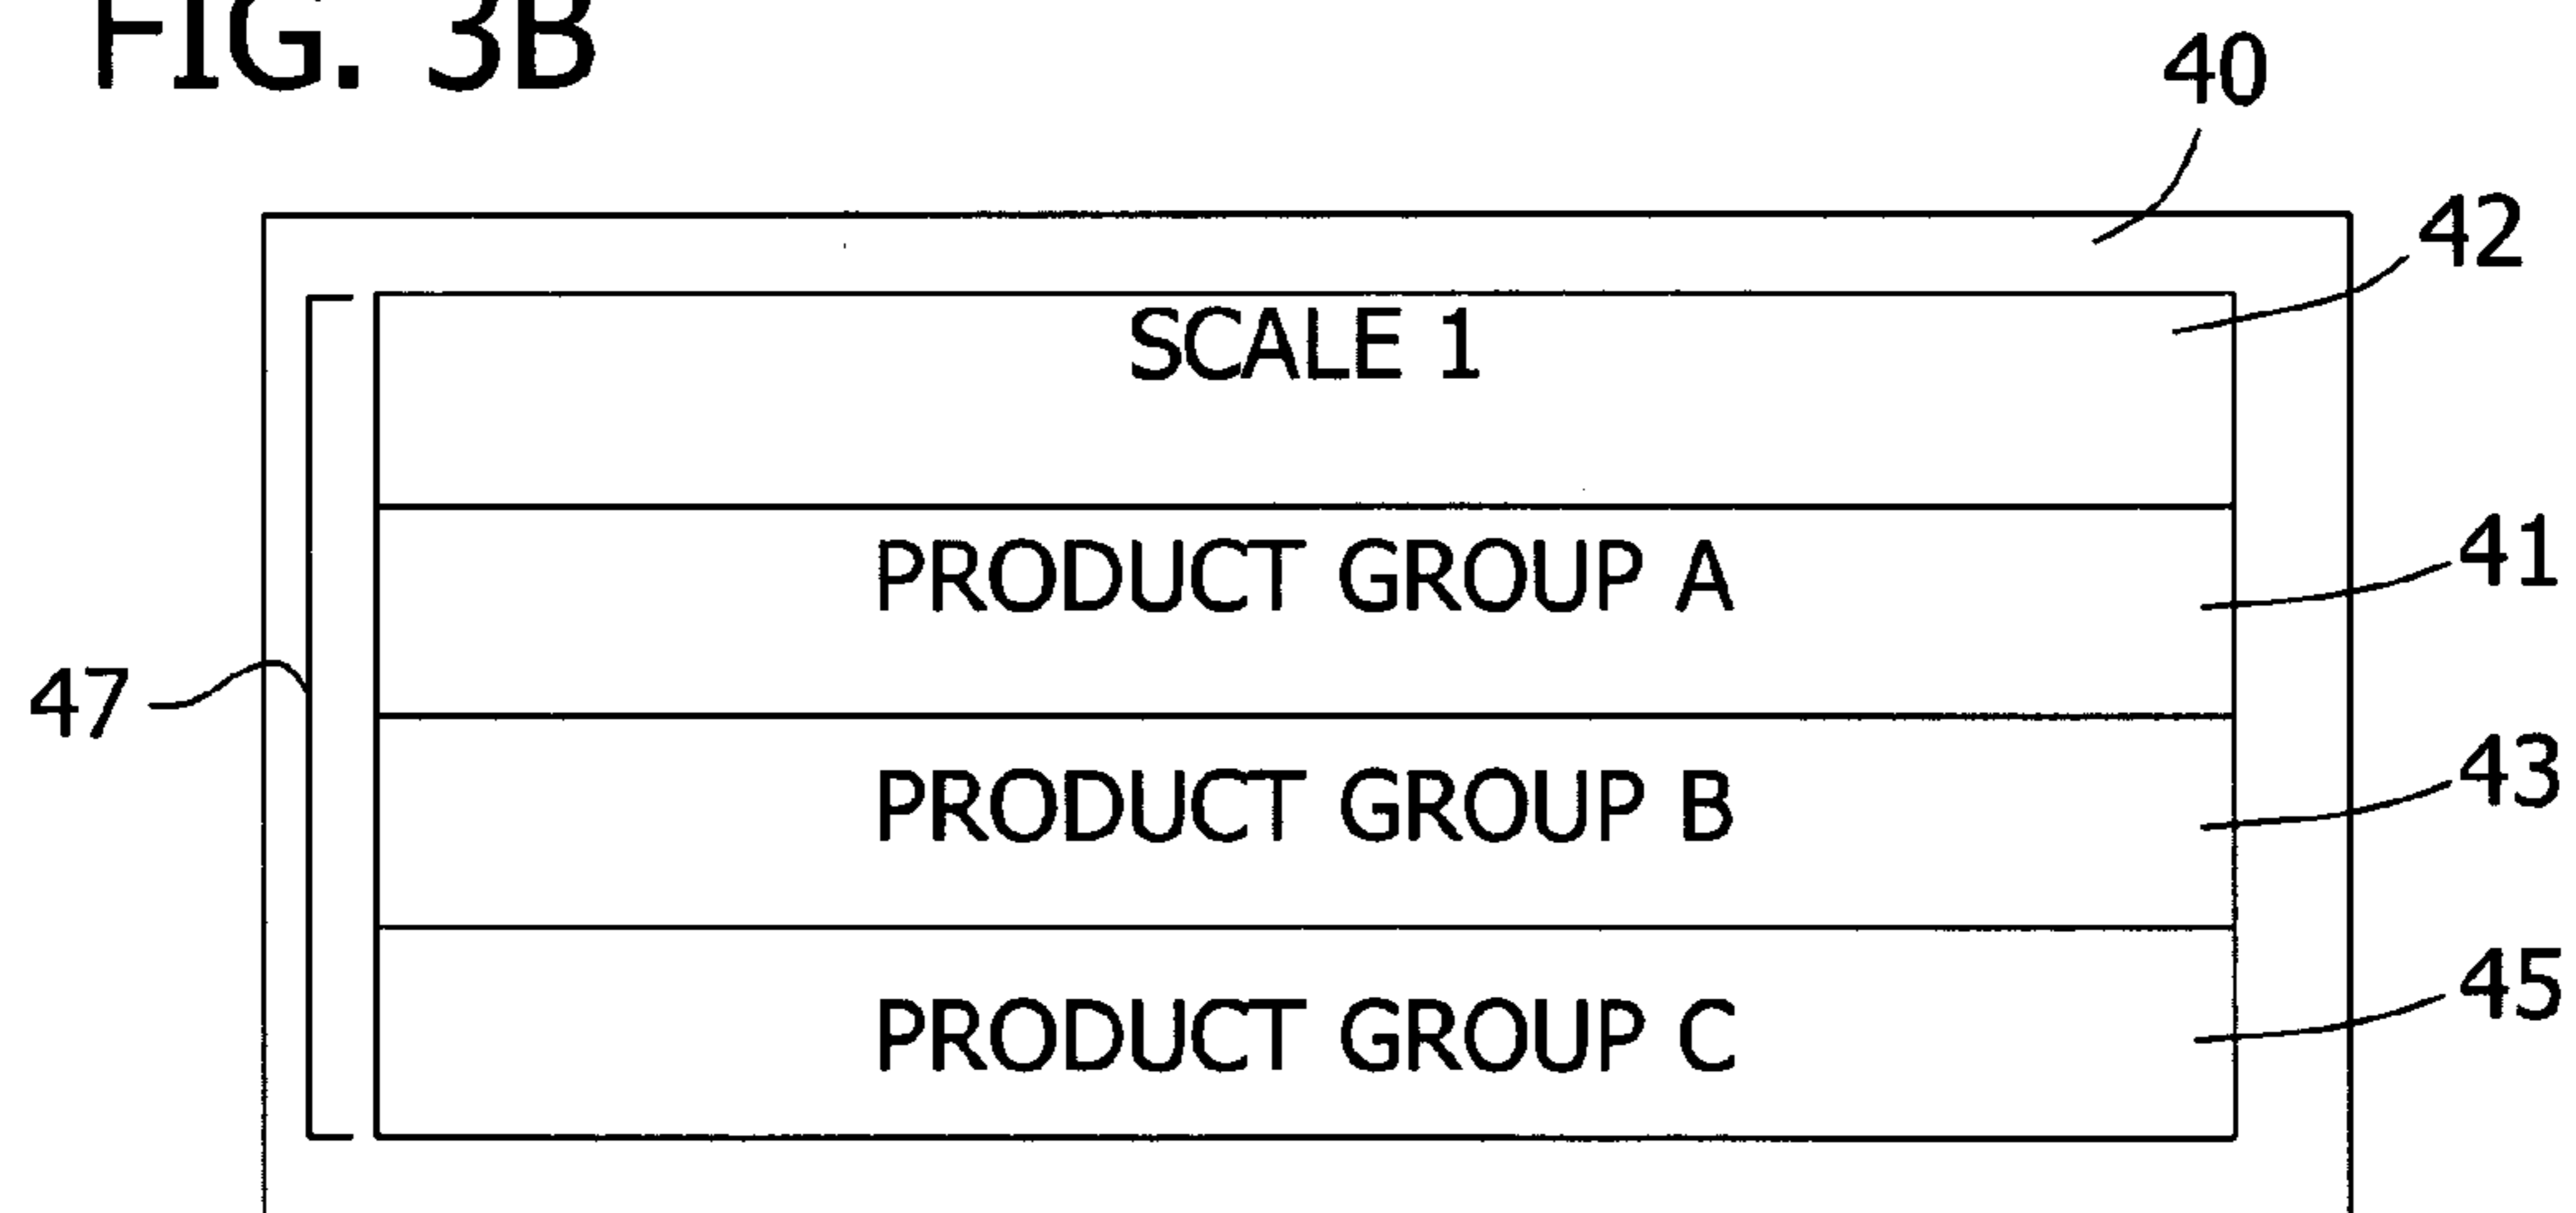 FIG. 3B
40
42
SCALE 1
41
PRODUCT GROUP A
47
43
PRODUCT GROUP B
45
PRODUCT GROUP C